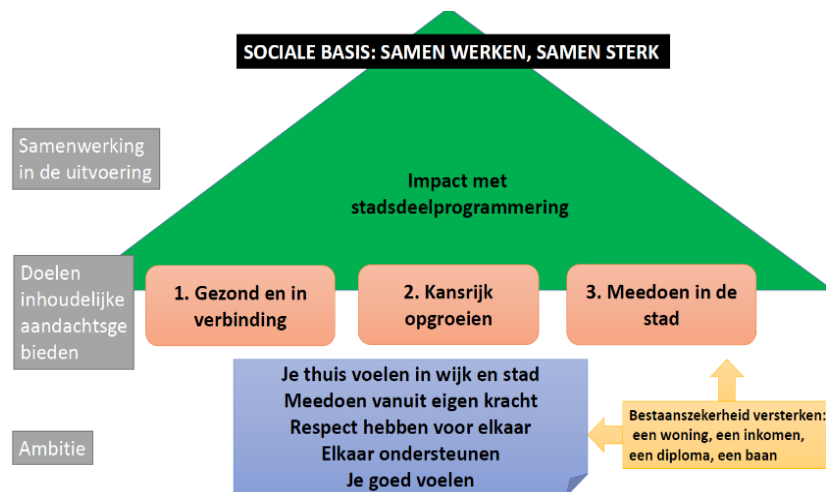 SOCIALE BASIS: SAMEN WERKEN, SAMEN STERK
Samenwerking
in de uitvoering
Impact met
stadsdeelprogrammering
Doelen
inhoudelijke
aandachtsge
bieden
1. Gezond en in
verbinding
2. Kansrijk
opgroeien
3. Meedoen in de
stad
Ambitie
Je thuis voelen in wijk en stad
Meedoen vanuit eigen kracht
Respect hebben voor elkaar
Elkaar ondersteunen
Je goed voelen
Bestaanszekerheid versterken:
een woning, een inkomen,
een diploma, een baan